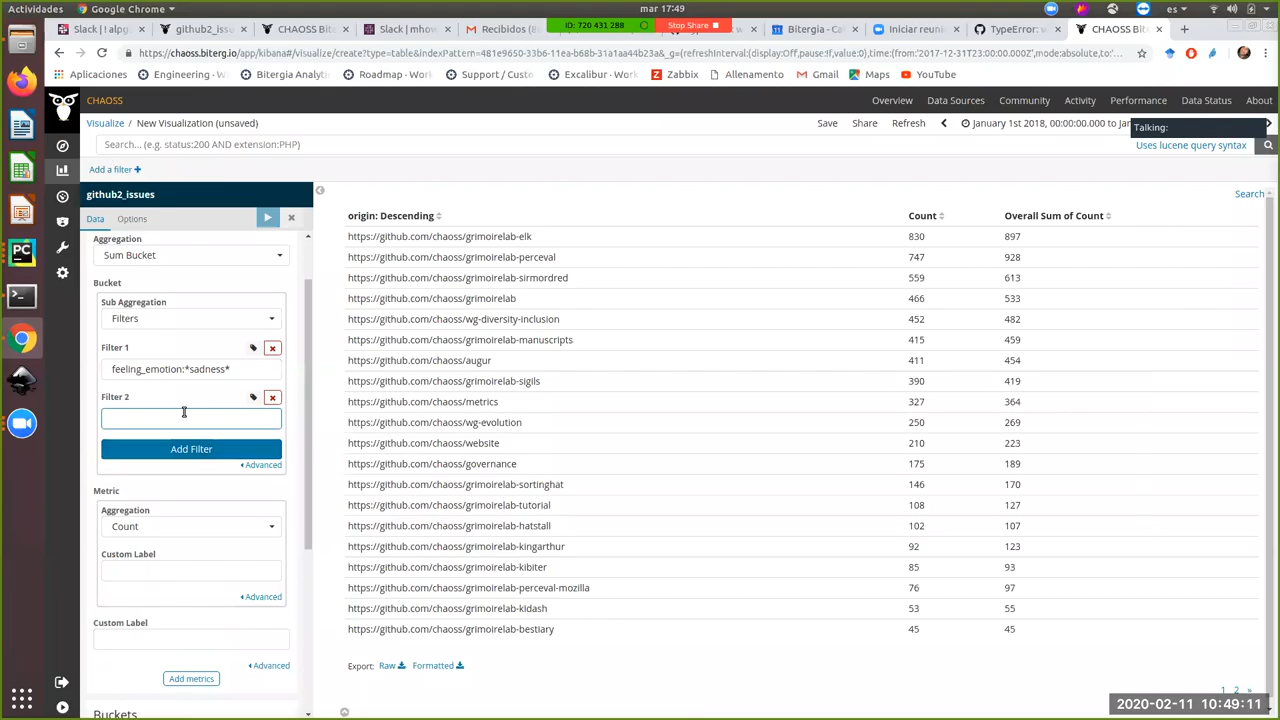 Actividades
Google Chrome
mar 17:49
es
Slack | ! alpg
github2_issu
CHAOSS
Slack | mhow
Recibidos (
ID: 720 431 288
Stop Share
Bitergia - Ca
Iniciar reuni
TypeError: 
CHAOSS Bi
https://chaoss.biterg.io/app/kibana#/visualize/create?type=table&indexPattern=481e9650-33b6-11ea-b68b-31a1aa44b23a&_g=(refreshInterval:(display:Off,pause:f,value:0),time:(from:'2017-12-31T23:00:00.000Z',mode:absolute,to:'
Aplicaciones
Engineering - W
Bitergia Analyti
Roadmap - Work
Support / Custo
Excalibur - Work
Zabbix
Allenamento
Gmail
Maps
YouTube
CHAOSS
Overview
Data Sources
Community
Activity
Performance
Data Status
About
Visualize / New Visualization (unsaved)
Save
Share
Refresh
January 1st 2018, 00:00:00.000 to Jan
Talking:
Search... (e.g. status:200 AND extension:PHP)
Uses lucene query syntax
Add a filter +
github2_issues
Data
Options
Aggregation
Sum Bucket
Bucket
Sub Aggregation
Filters
Filter 1
feeling_emotion:*sadness*
Filter 2
Add Filter
Advanced
Metric
Aggregation
Count
Custom Label
Advanced
Custom Label
Advanced
Add metrics
Buckets
Search
origin: Descending Count Overall Sum of Count
https://github.com/chaoss/grimoirelab-elk 830 897
https://github.com/chaoss/grimoirelab-perceval 747 928
https://github.com/chaoss/grimoirelab-sirmordred 559 613
https://github.com/chaoss/grimoirelab 466 533
https://github.com/chaoss/wg-diversity-inclusion 452 482
https://github.com/chaoss/grimoirelab-manuscripts 415 459
https://github.com/chaoss/augur 411 454
https://github.com/chaoss/grimoirelab-sigils 390 419
https://github.com/chaoss/metrics 327 364
https://github.com/chaoss/wg-evolution 250 269
https://github.com/chaoss/website 210 223
https://github.com/chaoss/governance 175 189
https://github.com/chaoss/grimoirelab-sortinghat 146 170
https://github.com/chaoss/grimoirelab-tutorial 108 127
https://github.com/chaoss/grimoirelab-hatstall 102 107
https://github.com/chaoss/grimoirelab-kingarthur 92 123
https://github.com/chaoss/grimoirelab-kibiter 85 93
https://github.com/chaoss/grimoirelab-perceval-mozilla 76 97
https://github.com/chaoss/grimoirelab-kidash 53 55
https://github.com/chaoss/grimoirelab-bestiary 45 45
Export: Raw Formatted
1 2 »
2020-02-11 10:49:11